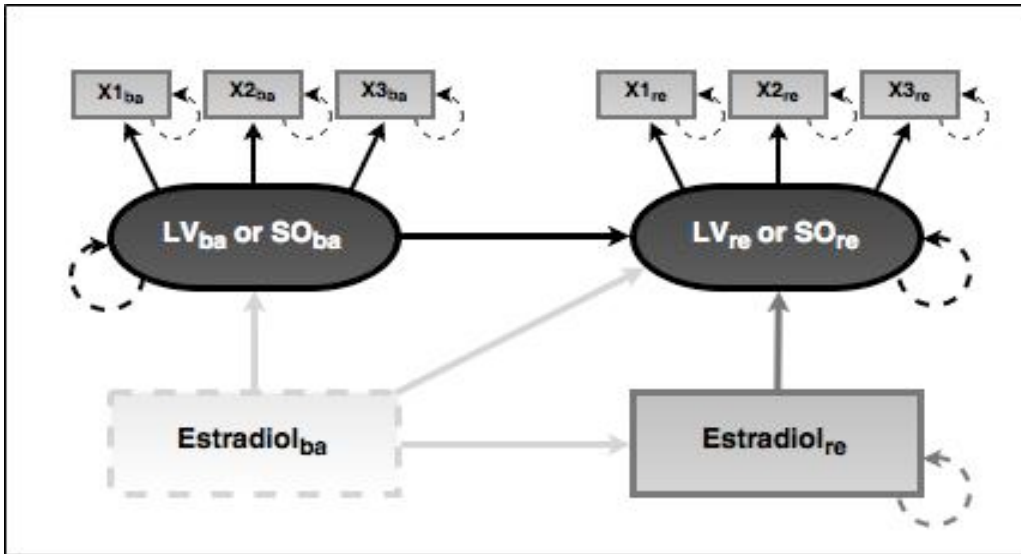 X1ba X2ba X3ba X1re X2re X3re
LVba or SOba LVre or SOre
Estradiolba Estradiolre